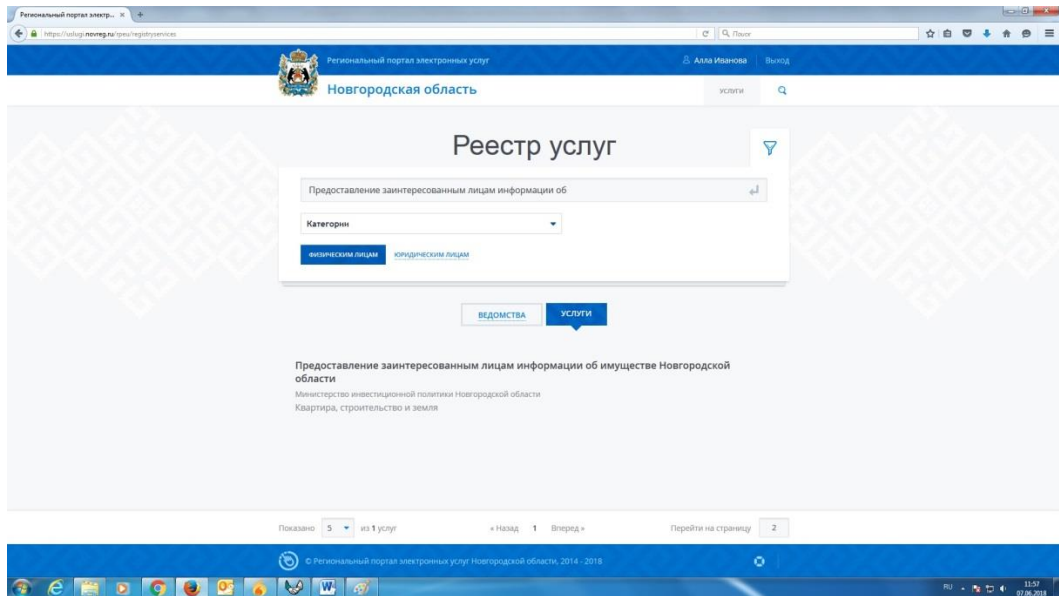 Региональный портал электр...
https://uslugi.novreg.ru/rpeu/registryservices
Поиск
Региональный портал электронных услуг
Алла Иванова
Выход
Новгородская область
УСЛУГИ
Реестр услуг
Предоставление заинтересованным лицам информации об
Категории
ФИЗИЧЕСКИМ ЛИЦАМ
ЮРИДИЧЕСКИМ ЛИЦАМ
ВЕДОМСТВА
УСЛУГИ
Предоставление заинтересованным лицам информации об имуществе Новгородской
области
Министерство инвестиционной политики Новгородской области
Квартира, строительство и земля
Показано 5 из 1 услуг
« Назад 1 Вперед »
Перейти на страницу 2
© Региональный портал электронных услуг Новгородской области, 2014 - 2018
RU
11:57
07.06.2018